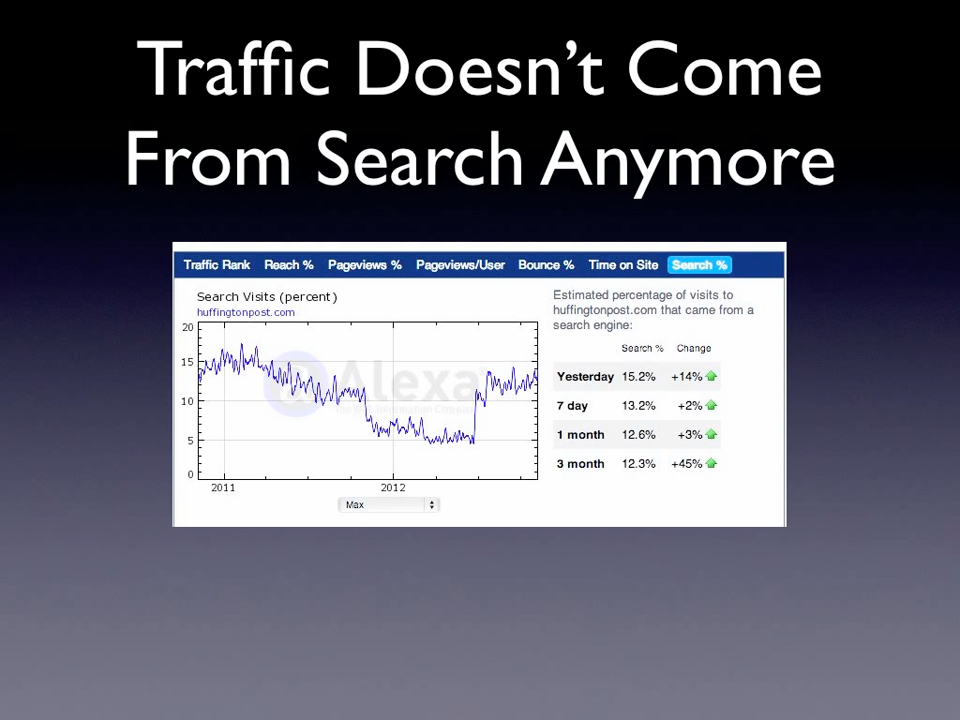 Traffic Doesn’t Come
From Search Anymore
Traffic Rank Reach % Pageviews % Pageviews/User Bounce % Time on Site Search %
Search Visits (percent)
huffingtonpost.com
Estimated percentage of visits to
huffingtonpost.com that came from a
search engine:
Search % Change
Yesterday 15.2% +14%
7 day 13.2% +2%
1 month 12.6% +3%
3 month 12.3% +45%
20
15
10
5
0
Alexa
2011 2012
Max